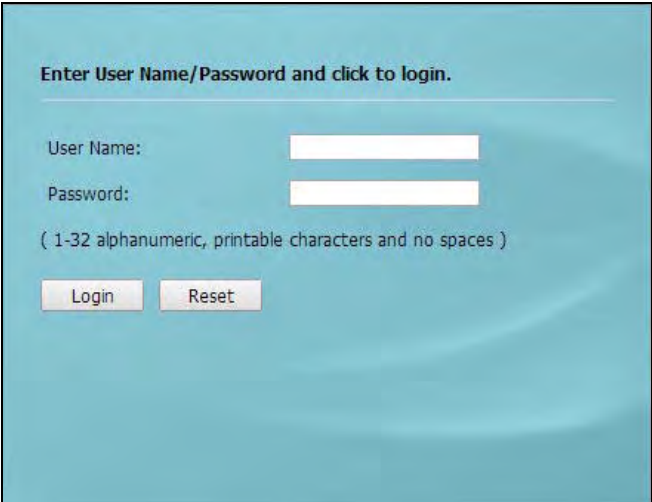 Enter User Name/Password and click to login.
User Name:
Password:
( 1-32 alphanumeric, printable characters and no spaces )
Login Reset